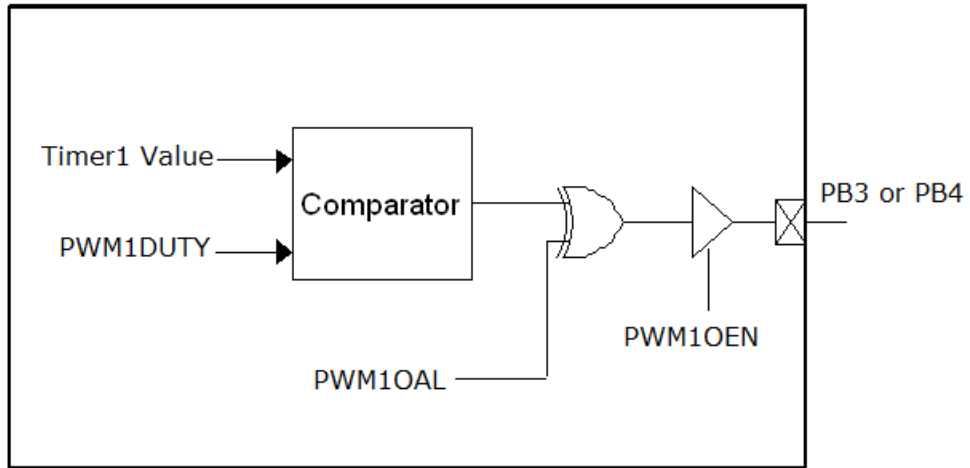 Timer1 Value
PWM1DUTY
Comparator
PB3 or PB4
PWM1OEN
PWM1OAL